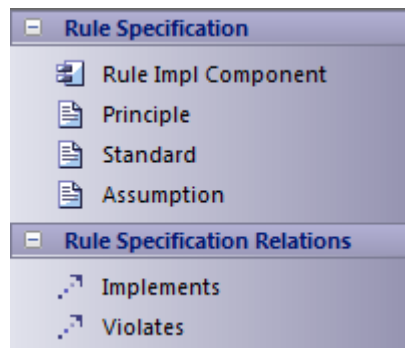 Rule Specification
Rule Impl Component
Principle
Standard
Assumption
Rule Specification Relations
Implements
Violates